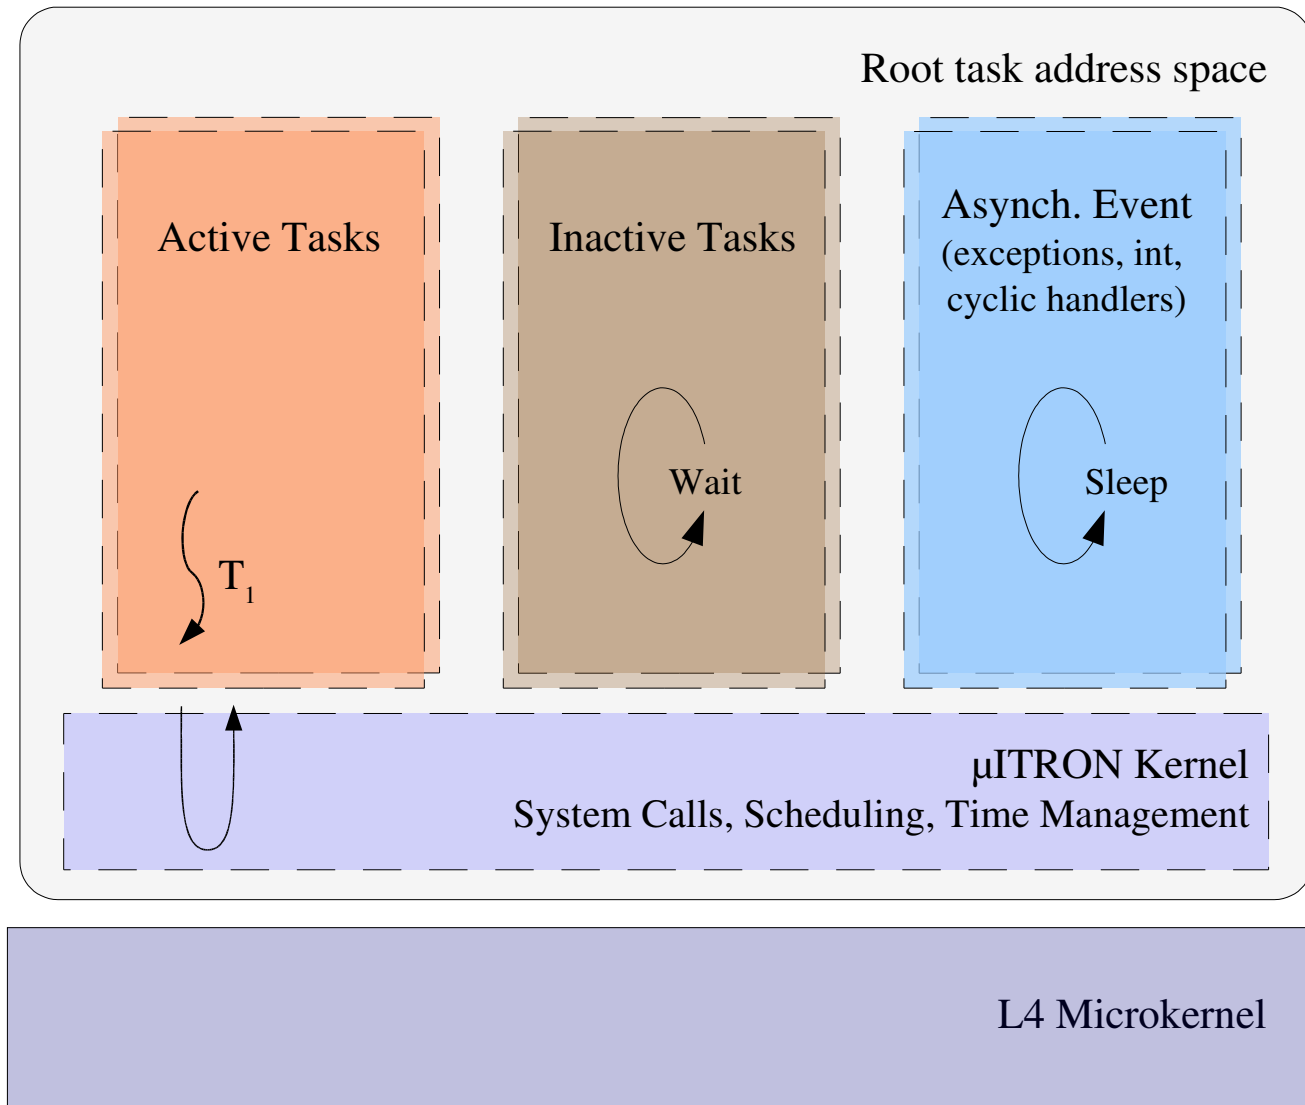 Root task address space
Active Tasks
Inactive Tasks
Asynch. Event
(exceptions, int,
cyclic handlers)
Wait
Sleep
T1
μITRON Kernel
System Calls, Scheduling, Time Management
L4 Microkernel